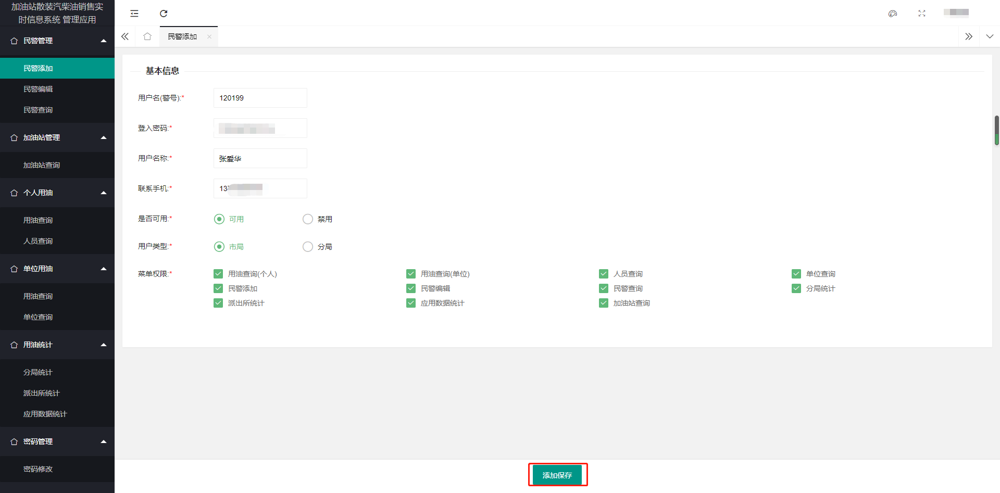 加油站散装汽柴油销售实
时信息系统 管理应用
民警管理
民警添加
民警编辑
民警查询
加油站管理
加油站查询
个人用油
用油查询
人员查询
单位用油
用油查询
单位查询
用油统计
分局统计
派出所统计
应用数据统计
密码管理
密码修改
民警添加
基本信息
用户名(警号):* 120199
登入密码:*
用户名称:* 张爱华
联系手机:* 13
是否可用:* 可用 禁用
用户类型:* 市局 分局
菜单权限:* 用油查询(个人) 用油查询(单位) 人员查询 单位查询
民警添加 民警编辑 民警查询 分局统计
派出所统计 应用数据统计 加油站查询
添加保存